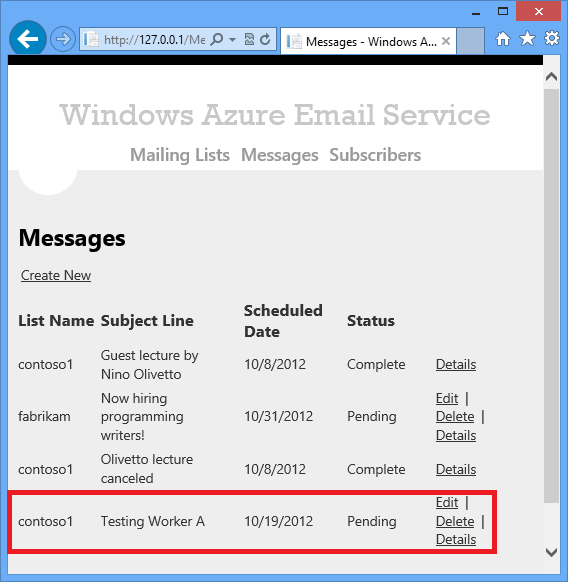 http://127.0.0.1/Me
Messages - Windows A...
Windows Azure Email Service
Mailing Lists Messages Subscribers
Messages
Create New
List Name Subject Line Scheduled Date Status
contoso1 Guest lecture by Nino Olivetto 10/8/2012 Complete Details
fabrikam Now hiring programming writers! 10/31/2012 Pending Edit | Delete | Details
contoso1 Olivetto lecture canceled 10/8/2012 Complete Details
contoso1 Testing Worker A 10/19/2012 Pending Edit | Delete | Details